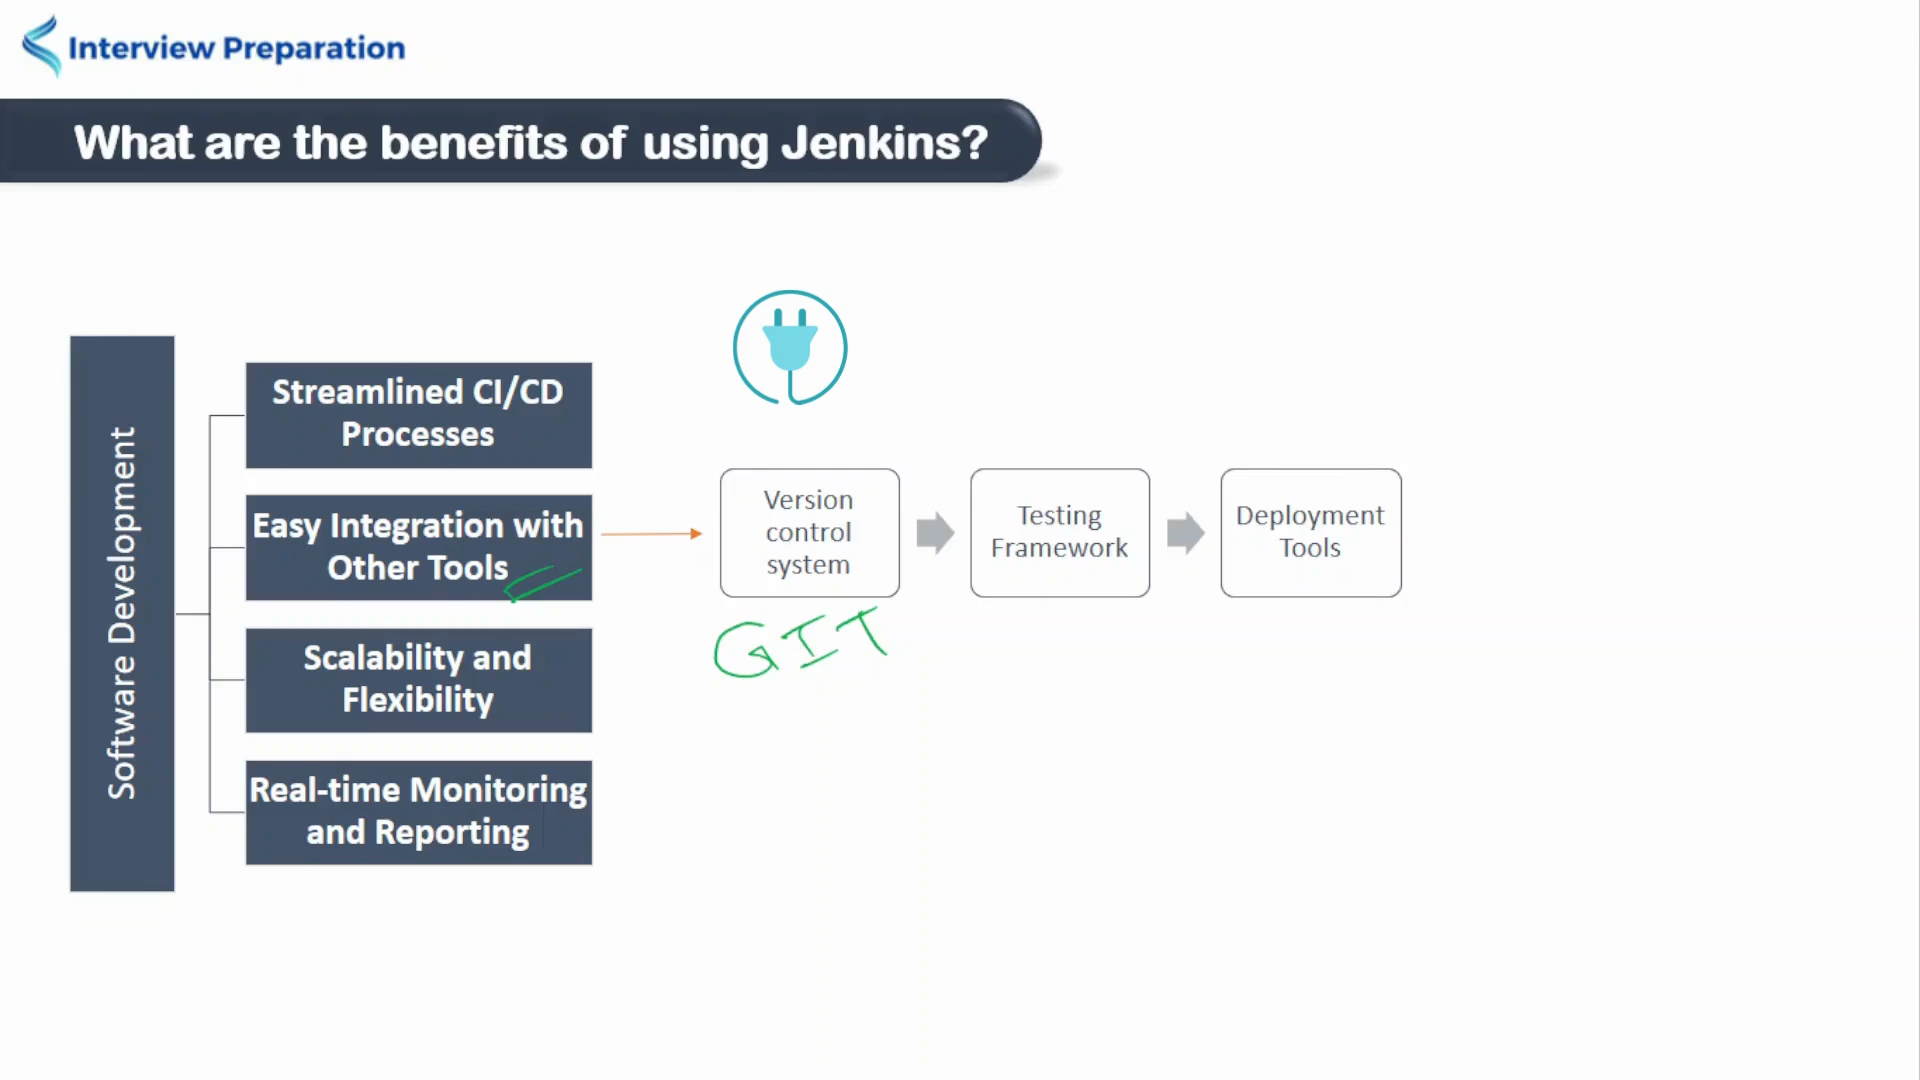 Interview Preparation
What are the benefits of using Jenkins?
Software Development
Streamlined CI/CD
Processes
Easy Integration with
Other Tools
Scalability and
Flexibility
Real-time Monitoring
and Reporting
Version
control
system
GIT
Testing
Framework
Deployment
Tools